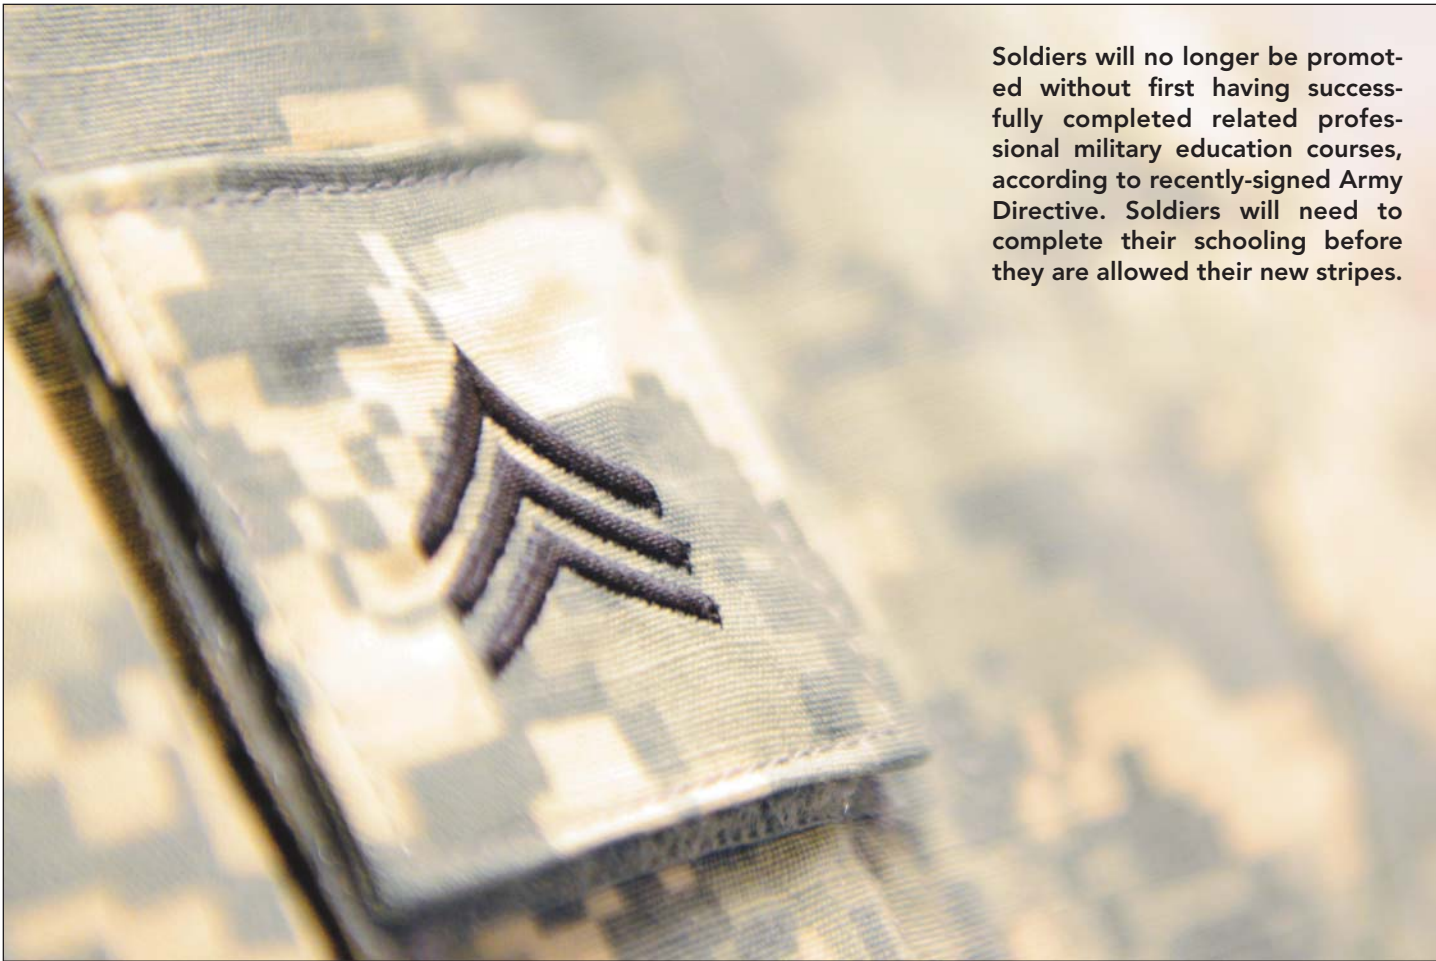 Soldiers will no longer be promot-
ed without first having success-
fully completed related profes-
sional military education courses,
according to recently-signed Army
Directive. Soldiers will need to
complete their schooling before
they are allowed their new stripes.